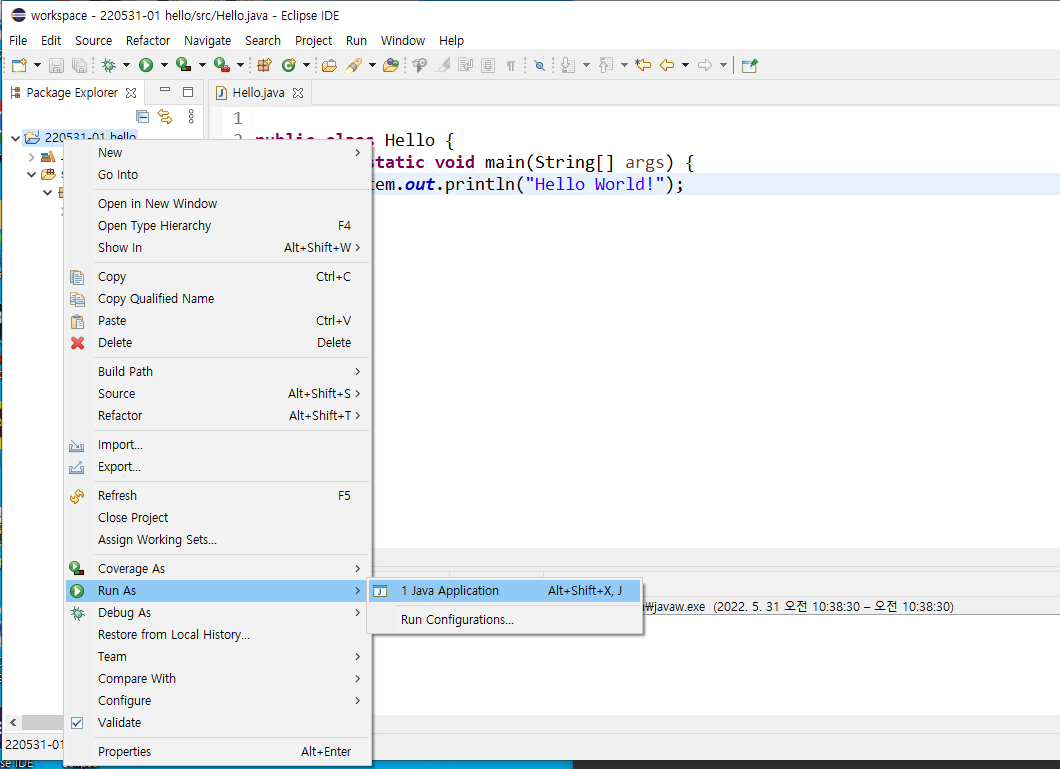 workspace - 220531-01 hello/src/Hello.java - Eclipse IDE
File Edit Source Refactor Navigate Search Project Run Window Help
Package Explorer
Hello.java
220531-01 hello
1
2 public class Hello {
static void main(String[] args) {
em.out.println("Hello World!");
New
Go Into
Open in New Window
Open Type Hierarchy F4
Show In Alt+Shift+W >
Copy Ctrl+C
Copy Qualified Name
Paste Ctrl+V
Delete Delete
Build Path >
Source Alt+Shift+S >
Refactor Alt+Shift+T >
Import...
Export...
Refresh F5
Close Project
Assign Working Sets...
Coverage As >
Run As >
1 Java Application Alt+Shift+X, J
Run Configurations...
₩javaw.exe (2022. 5. 31 오전 10:38:30 – 오전 10:38:30)
Debug As >
Restore from Local History...
Team >
Compare With >
Configure >
Validate
Properties Alt+Enter
220531-01
se IDE